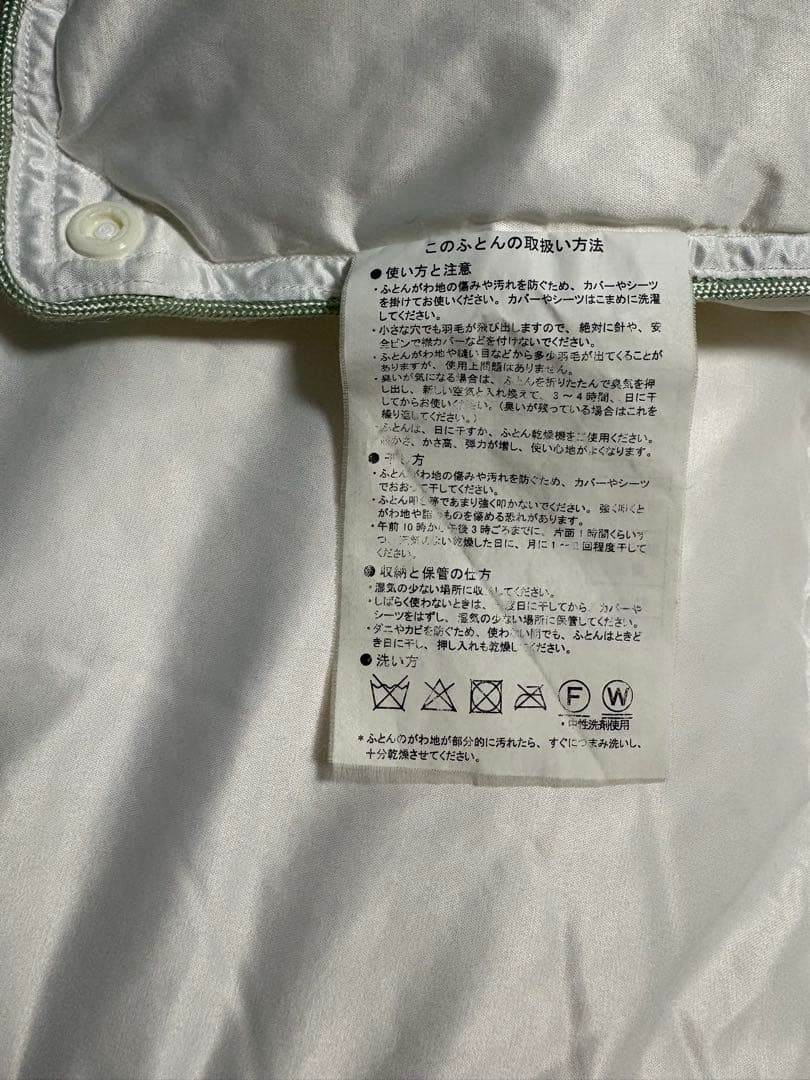 このふとんの取扱い方法
●使い方と注意
・ふとんがわ地の傷みや汚れを防ぐため、カバーやシーツ
を掛けてお使いください。カバーやシーツはこまめに洗濯
してください。
・小さな穴でも羽毛が飛び出しますので、絶対に針や、安
全ピンで襟カバーなどを付けないでください。
・ふとんがわ地や縫い目などから多少羽毛が出てくることが
ありますが、使用上問題はありません。
・臭いが気になる場合は、ふとんを折りたたんで臭気を押
し出し、新しい空気と入れ換えて、3～4時間、日に干
してからお使いください。(臭いが残っている場合はこれを
繰り返してください。)
・ふとんは、日に干すか、ふとん乾燥機をご使用ください。
かさ、かさ高、弾力が増し、使い心地がよくなります。
●干し方
・ふとんがわ地の傷みや汚れを防ぐため、カバーやシーツ
でおおって干してください。
・ふとん叩き等であまり強く叩かないでください。強く叩くと
がわ地や詰めものを傷める恐れがあります。
・午前10時から午後3時ごろまでに、片面1時間くらいず
つ、乾燥した日に、月に1～回程度干して
ください。
●収納と保管の仕方
・湿気の少ない場所に収してください。
・しばらく使わないときは、度日に干してから、カバーや
シーツをはずし、湿気の少ない場所に保管してください。
・ダニやカビを防ぐため、使わない間でも、ふとんはときど
き日に干し、押し入れも乾燥してください。
●洗い方
F W
・中性洗剤使用
*ふとんのがわ地が部分的に汚れたら、すぐにつまみ洗いし、
十分乾燥させてください。